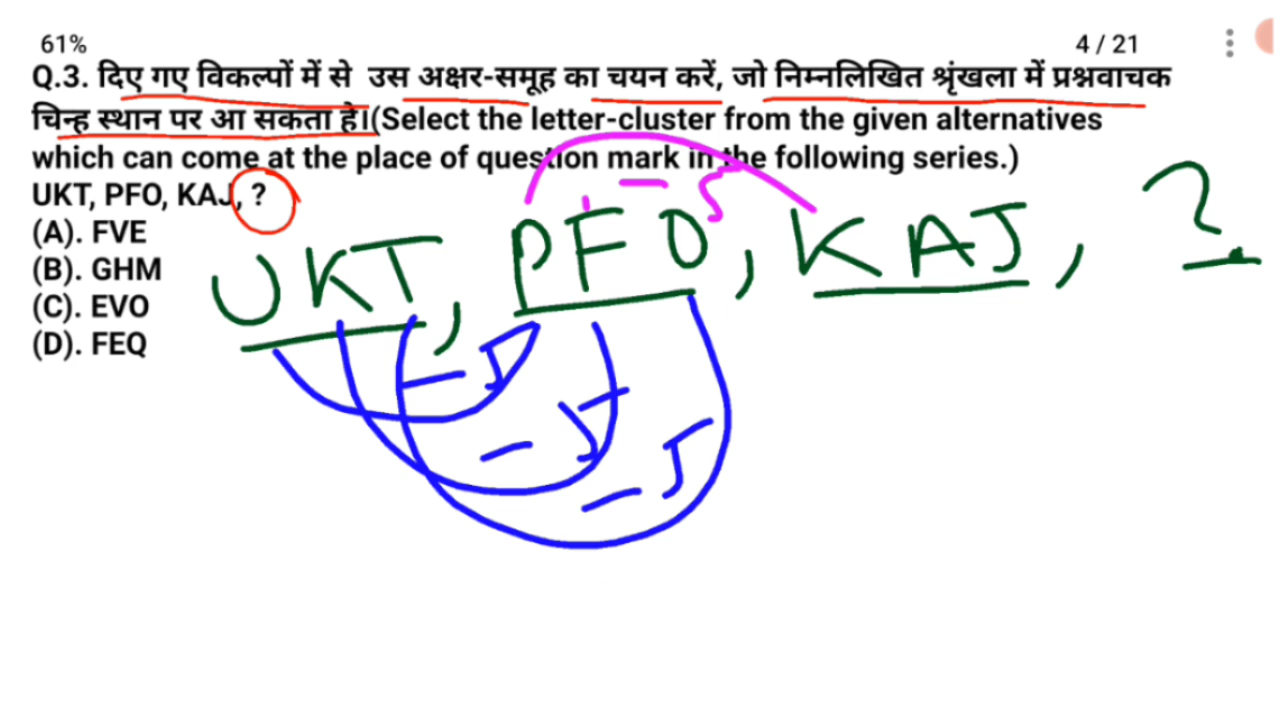 61%
4 / 21
Q.3. दिए गए विकल्पों में से उस अक्षर-समूह का चयन करें, जो निम्नलिखित श्रृंखला में प्रश्नवाचक
चिन्ह स्थान पर आ सकता है।(Select the letter-cluster from the given alternatives
which can come at the place of question mark in the following series.)
UKT, PFO, KAJ, ?
(A). FVE
(B). GHM
(C). EVO
(D). FEQ
UKT, PFO, KAJ, ?
-5
-5
-5
-5